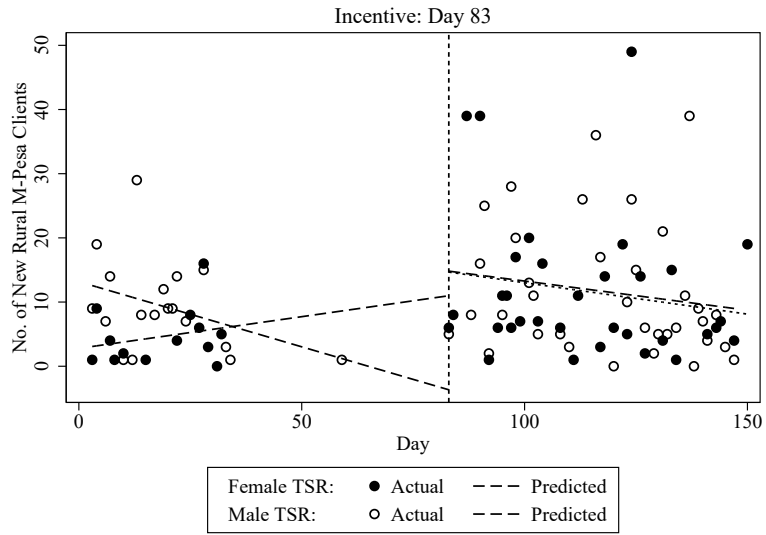 Incentive: Day 83
No. of New Rural M-Pesa Clients
50
40
30
20
10
0
0 50 100 150
Day
Female TSR: Actual Predicted
Male TSR: Actual Predicted